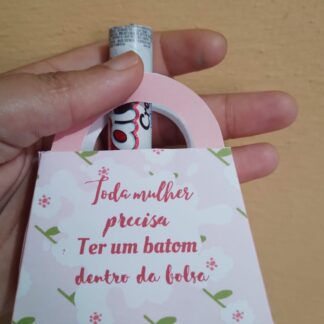 Toda mulher
precisa
Ter um batom
dentro da bolsa